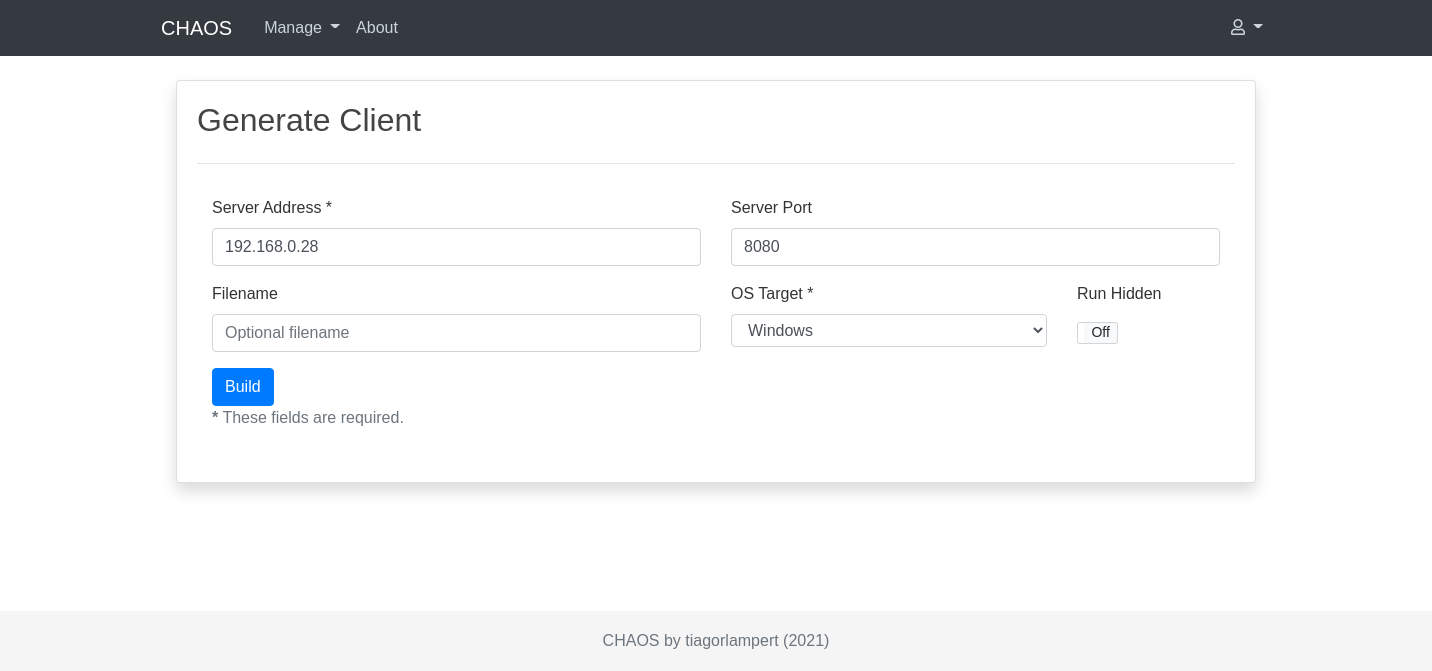 CHAOS Manage About
Generate Client
Server Address * Server Port
192.168.0.28 8080
Filename OS Target * Run Hidden
Optional filename Windows Off
Build
* These fields are required.
CHAOS by tiagorlampert (2021)